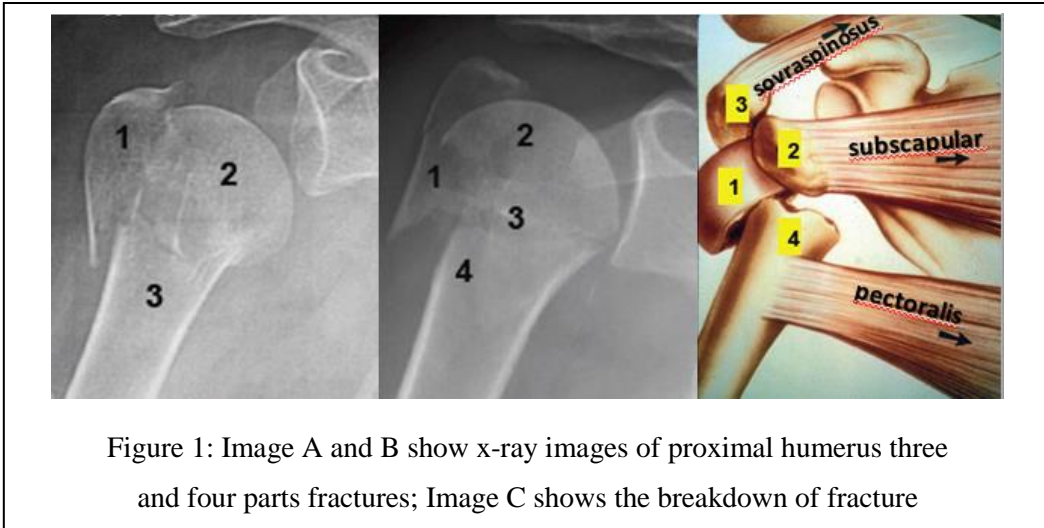 1
2
3
1
2
3
4
sovraspinosus
3
2
subscapular
1
4
pectoralis
Figure 1: Image A and B show x-ray images of proximal humerus three
and four parts fractures; Image C shows the breakdown of fracture